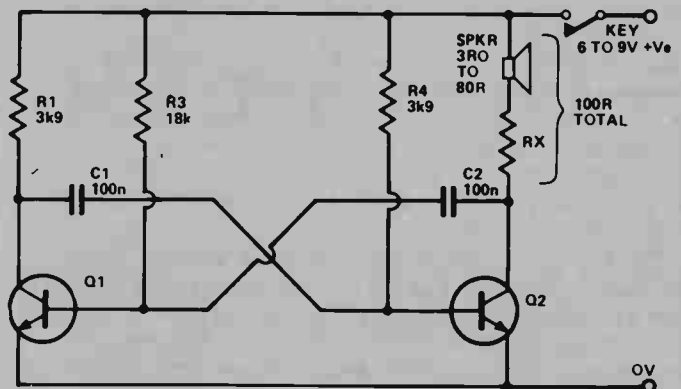 SPKR
3R0
TO
80R
KEY
6 TO 9V +Ve
R1
3k9
R3
18k
R4
3k9
100R
TOTAL
RX
C1
100n
C2
100n
Q1
Q2
0V